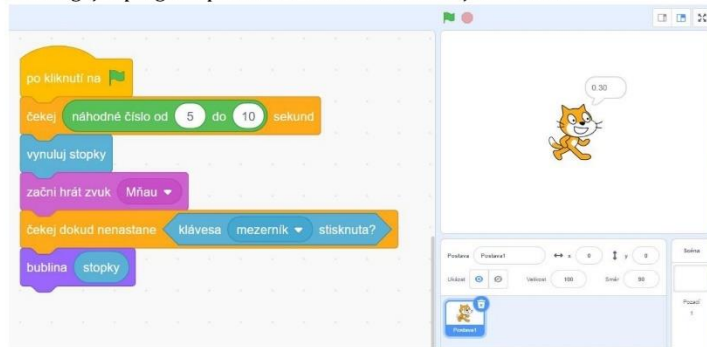 po kliknutí na
čekej náhodné číslo od 5 do 10 sekund
vynuluj stopky
začni hrát zvuk Mňau
čekej dokud nenastane klávesa mezerník stisknuta?
bublina stopky
0.30
Postava Postava1 x 0 y 0
Ukázat Velikost 100 Směr 90
Postava1
Scéna
Pozadí
1